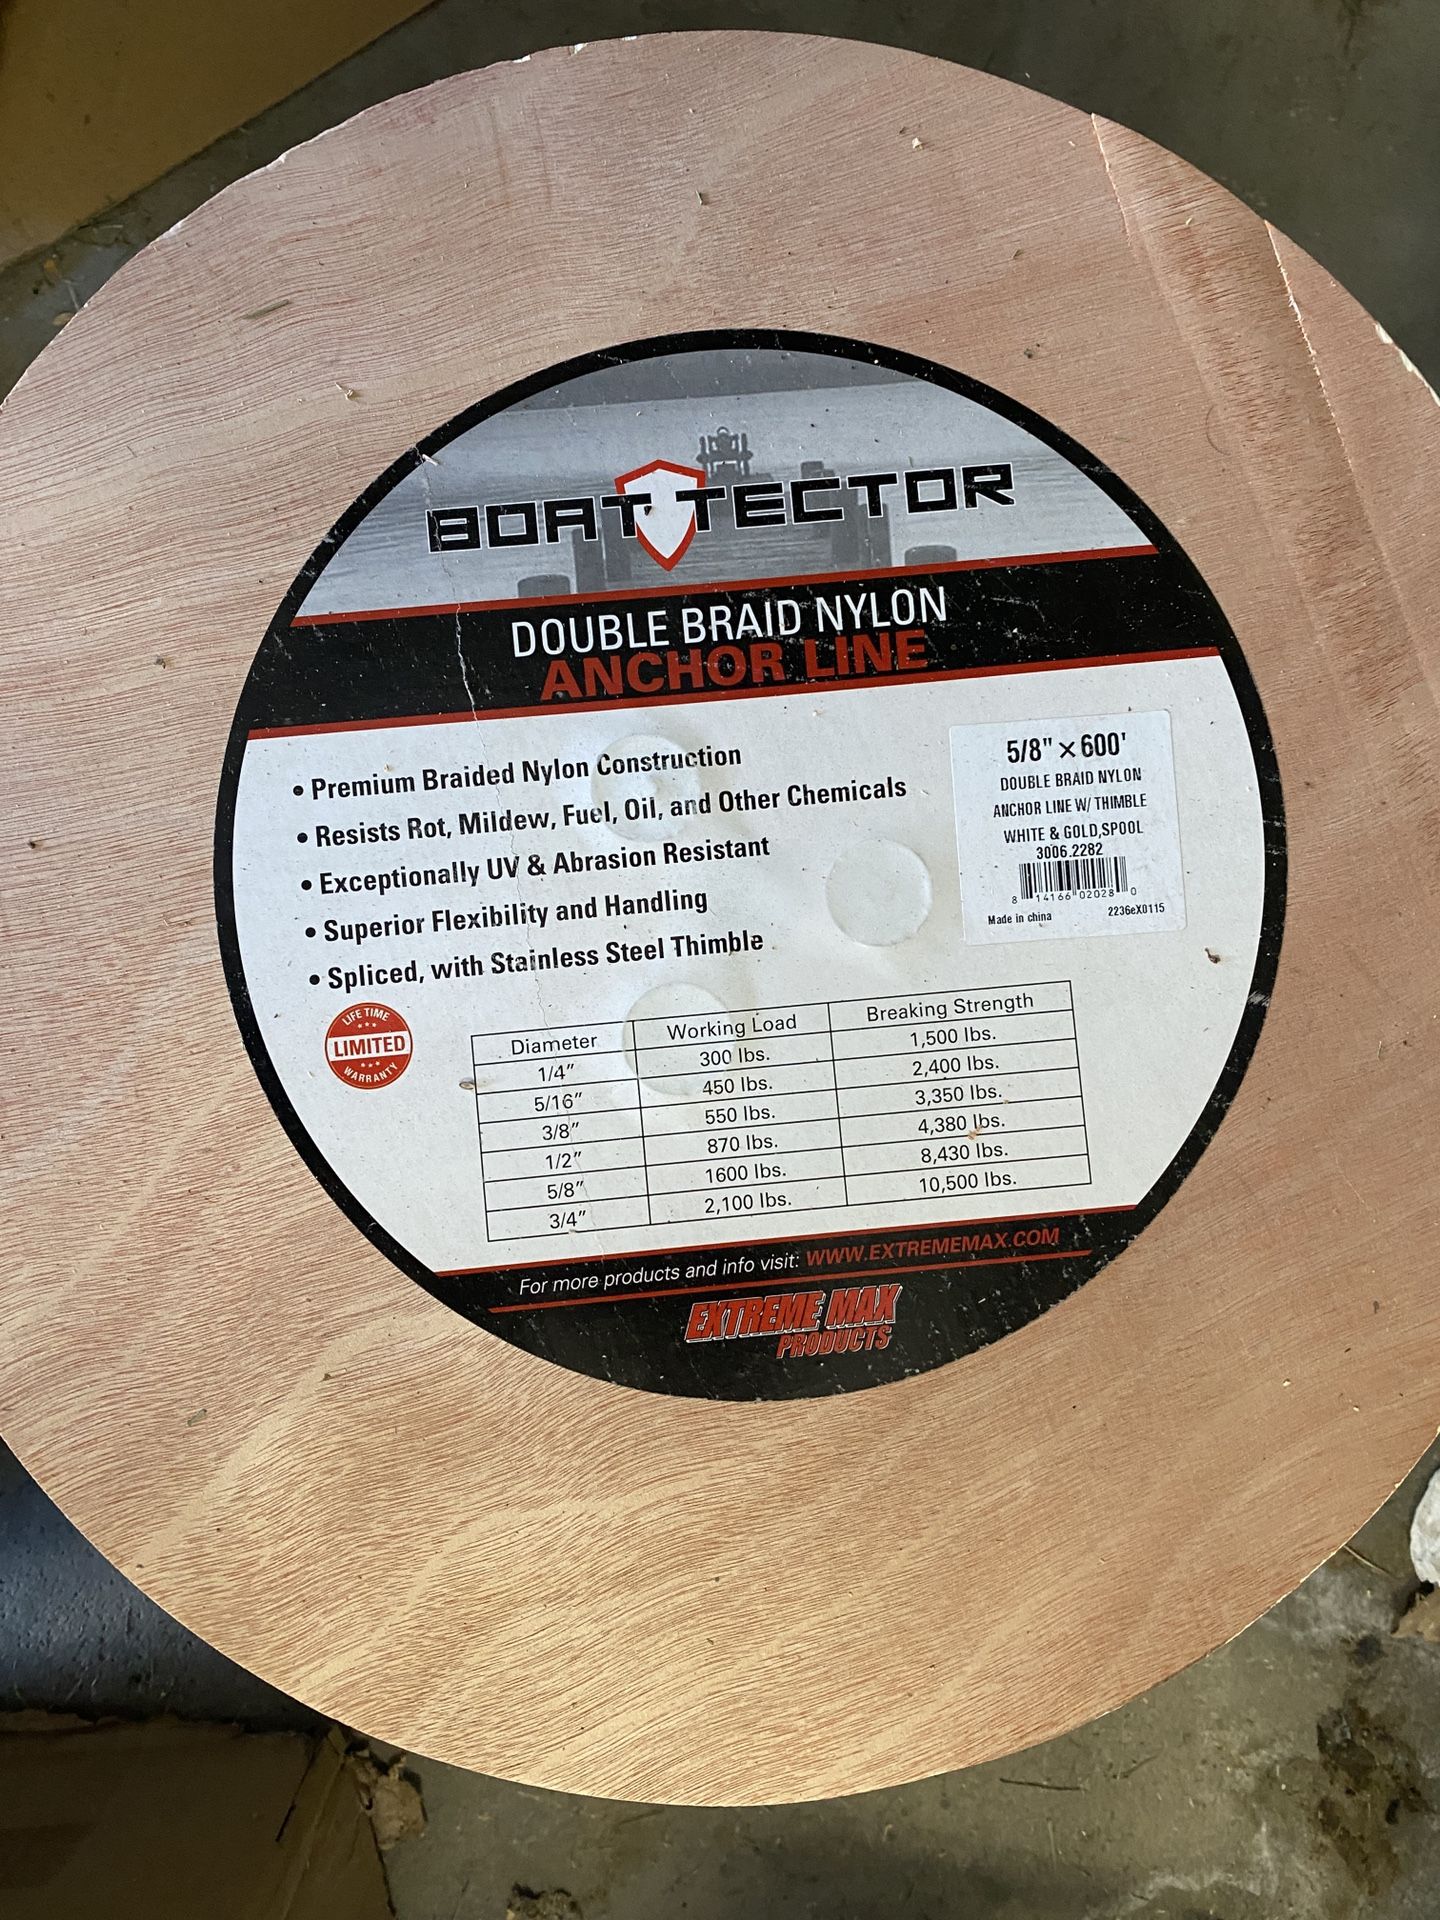 BOAT TECTOR
DOUBLE BRAID NYLON
ANCHOR LINE
• Premium Braided Nylon Construction
• Resists Rot, Mildew, Fuel, Oil, and Other Chemicals
• Exceptionally UV & Abrasion Resistant
• Superior Flexibility and Handling
• Spliced, with Stainless Steel Thimble
5/8" × 600'
DOUBLE BRAID NYLON
ANCHOR LINE W/ THIMBLE
WHITE & GOLD,SPOOL
3006.2282
8 14166 02028 0
Made in china 2236eX0115
LIFE TIME
LIMITED
WARRANTY
Diameter Working Load Breaking Strength
1/4" 300 lbs. 1,500 lbs.
5/16" 450 lbs. 2,400 lbs.
3/8" 550 lbs. 3,350 lbs.
1/2" 870 lbs. 4,380 lbs.
5/8" 1600 lbs. 8,430 lbs.
3/4" 2,100 lbs. 10,500 lbs.
For more products and info visit: WWW.EXTREMEMAX.COM
EXTREME MAX
PRODUCTS